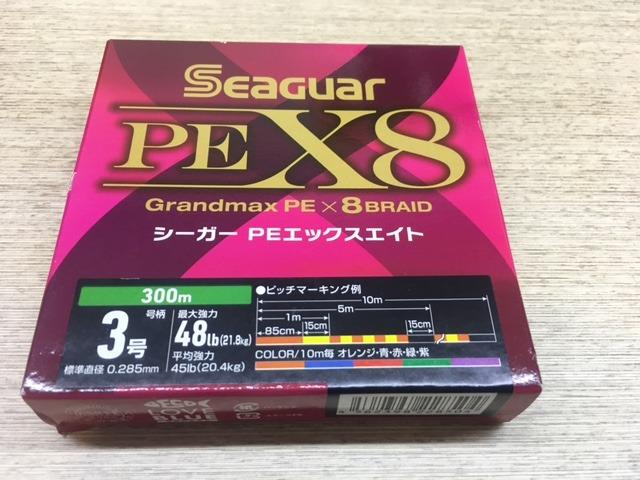 Seaguar
PE X8
Grandmax PE×8BRAID
シーガー PEエックスエイト
300m
号柄
3号
標準直径 0.285mm
最大強力
48lb(21.8kg)
平均強力
45lb(20.4kg)
●ピッチマーキング例
10m
5m
1m
85cm
15cm
15cm
COLOR/10m毎 オレンジ・青・赤・緑・紫